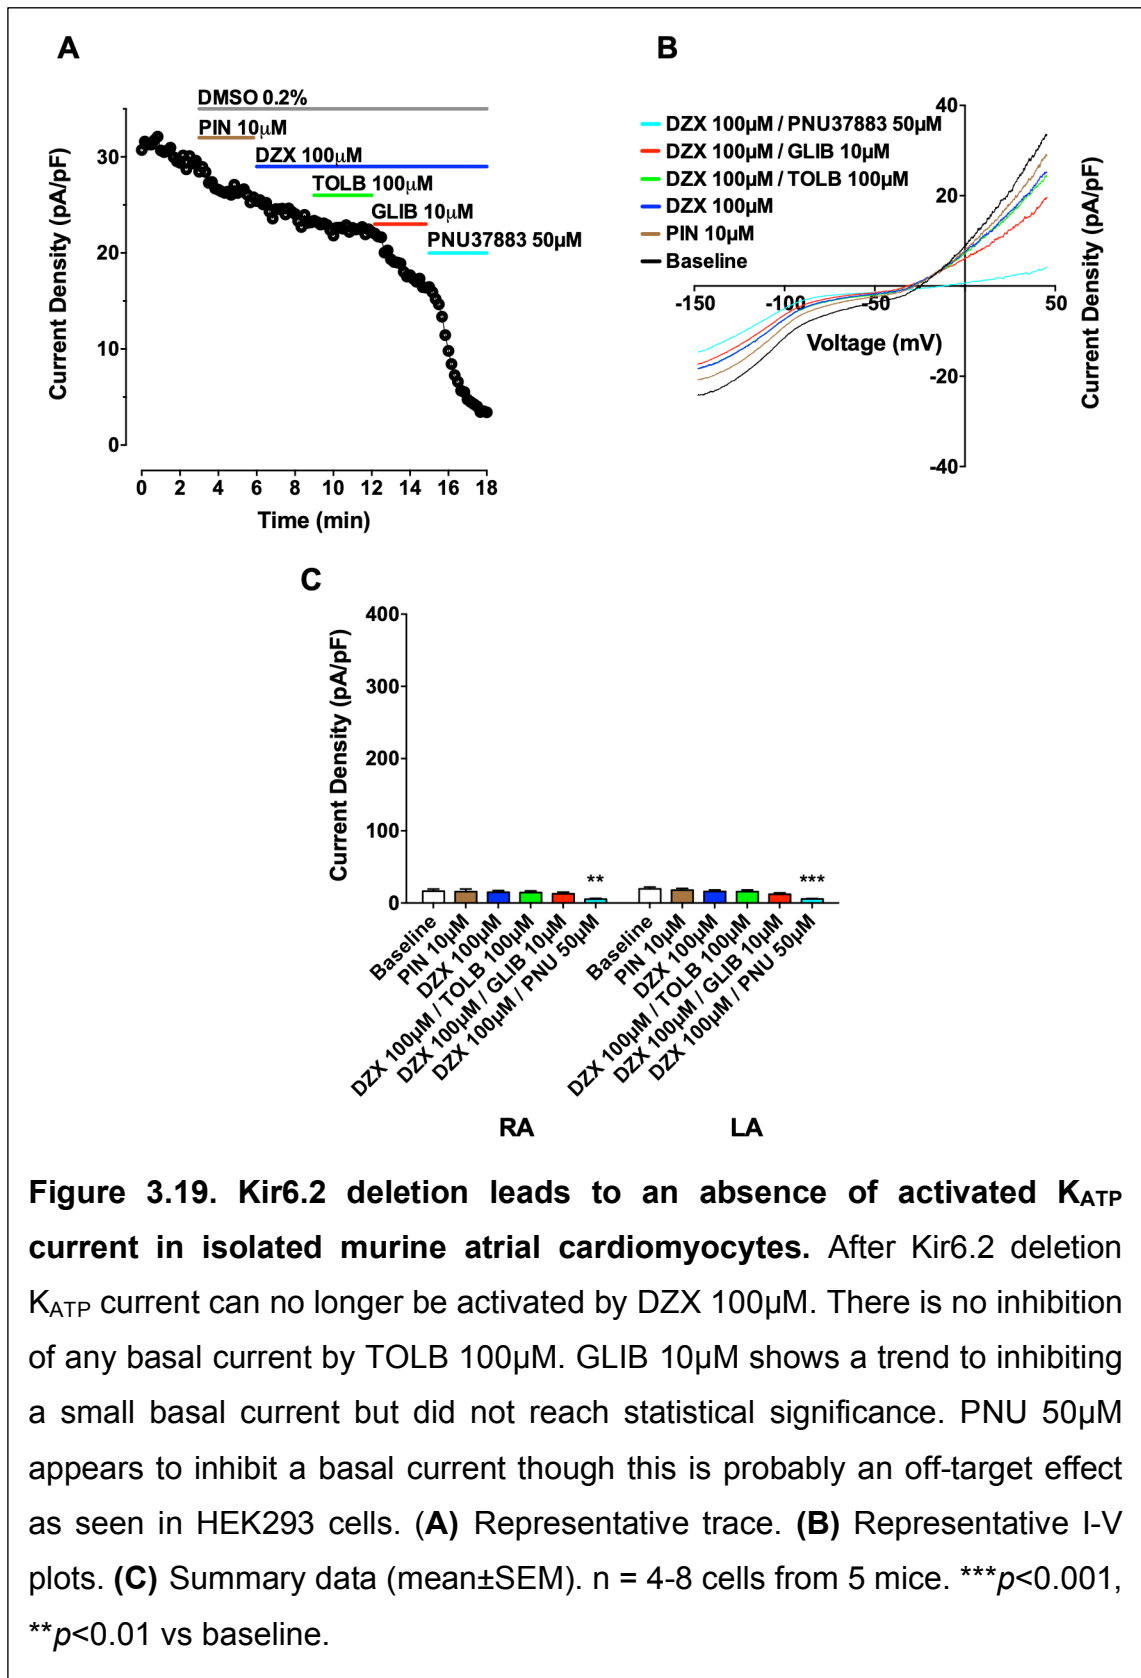 A
DMSO 0.2%
PIN 10µM
DZX 100µM
TOLB 100µM
GLIB 10µM
PNU37883 50µM
Current Density (pA/pF)
30
20
10
0
0 2 4 6 8 10 12 14 16 18
Time (min)
B
DZX 100µM / PNU37883 50µM
DZX 100µM / GLIB 10µM
DZX 100µM / TOLB 100µM
DZX 100µM
PIN 10µM
Baseline
40
20
-20
-40
-150 -100 -50 50
Voltage (mV)
Current Density (pA/pF)
C
Current Density (pA/pF)
400
300
200
100
0
** ***
Baseline
PIN 10µM
DZX 100µM
DZX 100µM / TOLB 100µM
DZX 100µM / GLIB 10µM
DZX 100µM / PNU 50µM
Baseline
PIN 10µM
DZX 100µM
DZX 100µM / TOLB 100µM
DZX 100µM / GLIB 10µM
DZX 100µM / PNU 50µM
RA LA
Figure 3.19. Kir6.2 deletion leads to an absence of activated KATP
current in isolated murine atrial cardiomyocytes. After Kir6.2 deletion
KATP current can no longer be activated by DZX 100µM. There is no inhibition
of any basal current by TOLB 100µM. GLIB 10µM shows a trend to inhibiting
a small basal current but did not reach statistical significance. PNU 50µM
appears to inhibit a basal current though this is probably an off-target effect
as seen in HEK293 cells. (A) Representative trace. (B) Representative I-V
plots. (C) Summary data (mean±SEM). n = 4-8 cells from 5 mice. ***p<0.001,
**p<0.01 vs baseline.